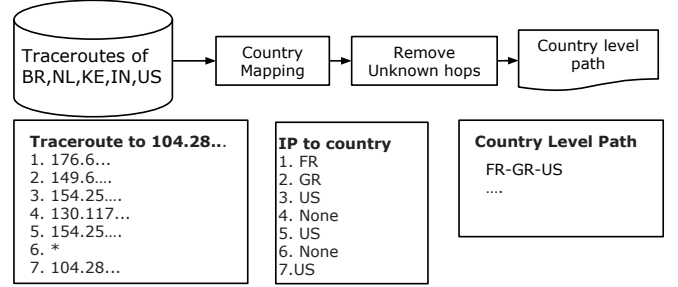 Traceroutes of
BR,NL,KE,IN,US
Country
Mapping
Remove
Unknown hops
Country level
path
Traceroute to 104.28...
1. 176.6...
2. 149.6....
3. 154.25....
4. 130.117...
5. 154.25....
6. *
7. 104.28...
IP to country
1. FR
2. GR
3. US
4. None
5. US
6. None
7.US
Country Level Path
FR-GR-US
....